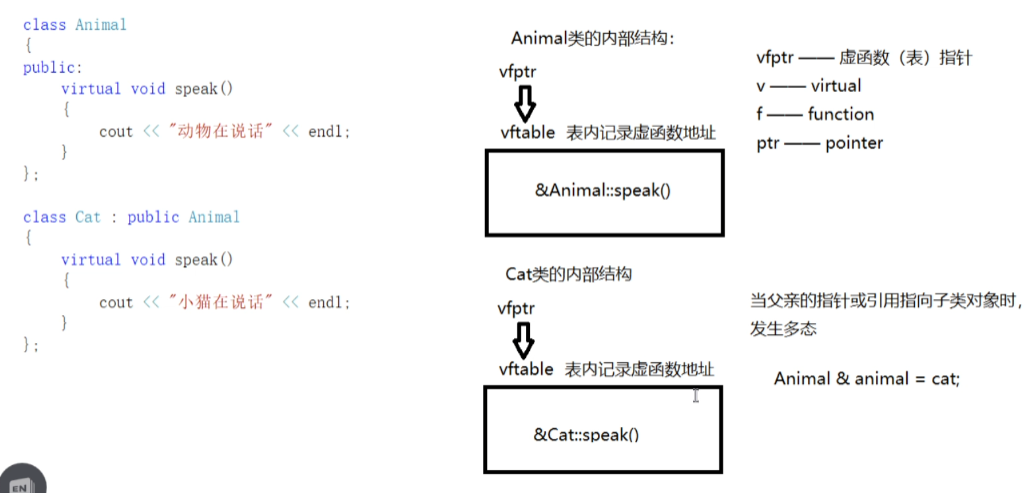 class Animal
{
public:
virtual void speak()
{
cout << "动物在说话" << endl;
}
};
class Cat : public Animal
{
virtual void speak()
{
cout << "小猫在说话" << endl;
}
};
Animal类的内部结构：
vfptr
vftable 表内记录虚函数地址
&Animal::speak()
vfptr —— 虚函数（表）指针
v —— virtual
f —— function
ptr —— pointer
Cat类的内部结构
vfptr
vftable 表内记录虚函数地址
&Cat::speak()
当父亲的指针或引用指向子类对象时，
发生多态
Animal & animal = cat;
EN